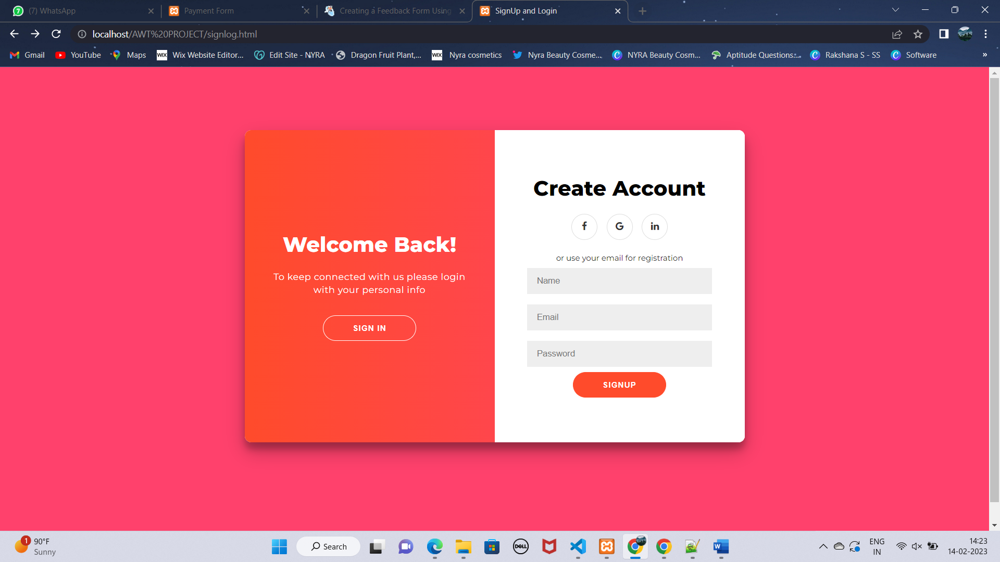 7 (7) WhatsApp
Payment Form
Creating a Feedback Form Using
SignUp and Login
localhost/AWT%20PROJECT/signlog.html
Gmail
YouTube
Maps
WIX Wix Website Editor...
Edit Site - NYRA
Dragon Fruit Plant,...
WIX Nyra cosmetics
Nyra Beauty Cosme...
NYRA Beauty Cosm...
Aptitude Questions:...
Rakshana S - SS
Software
»
Create Account
f G in
or use your email for registration
Name
Email
Password
SIGNUP
Welcome Back!
To keep connected with us please login
with your personal info
SIGN IN
1 90°F
Sunny
Search
DELL
W
ENG
IN
14:23
14-02-2023